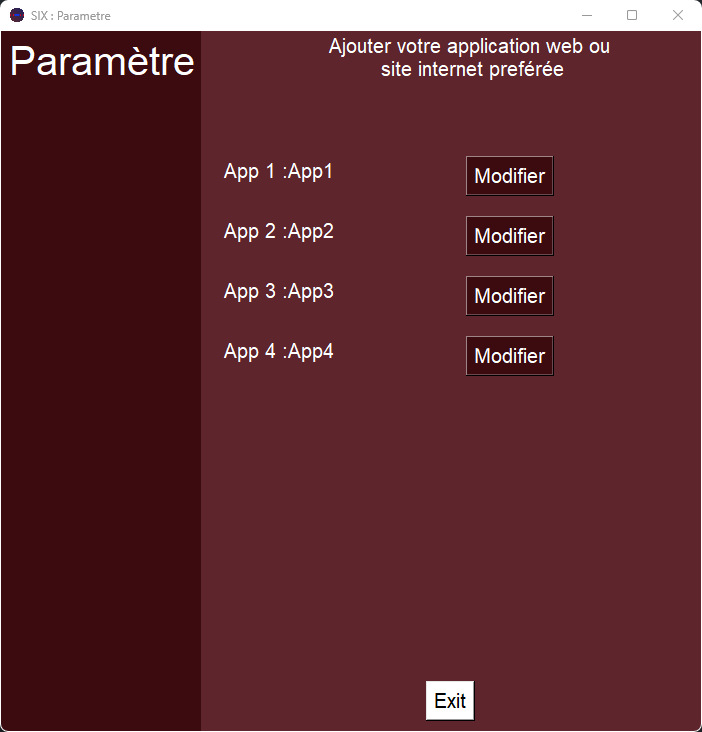 SIX : Parametre
Paramètre
Ajouter votre application web ou
site internet preférée
App 1 :App1
Modifier
App 2 :App2
Modifier
App 3 :App3
Modifier
App 4 :App4
Modifier
Exit